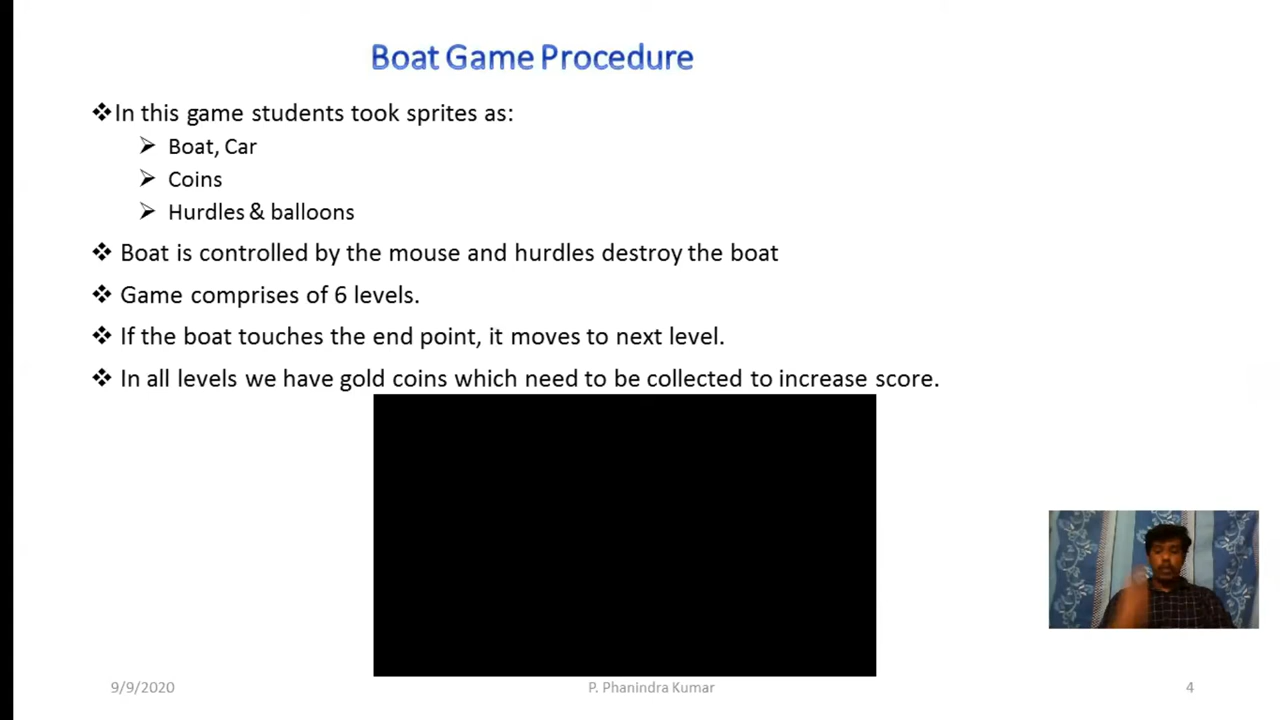 Boat Game Procedure
In this game students took sprites as:
Boat, Car
Coins
Hurdles & balloons
Boat is controlled by the mouse and hurdles destroy the boat
Game comprises of 6 levels.
If the boat touches the end point, it moves to next level.
In all levels we have gold coins which need to be collected to increase score.
9/9/2020
P. Phanindra Kumar
4